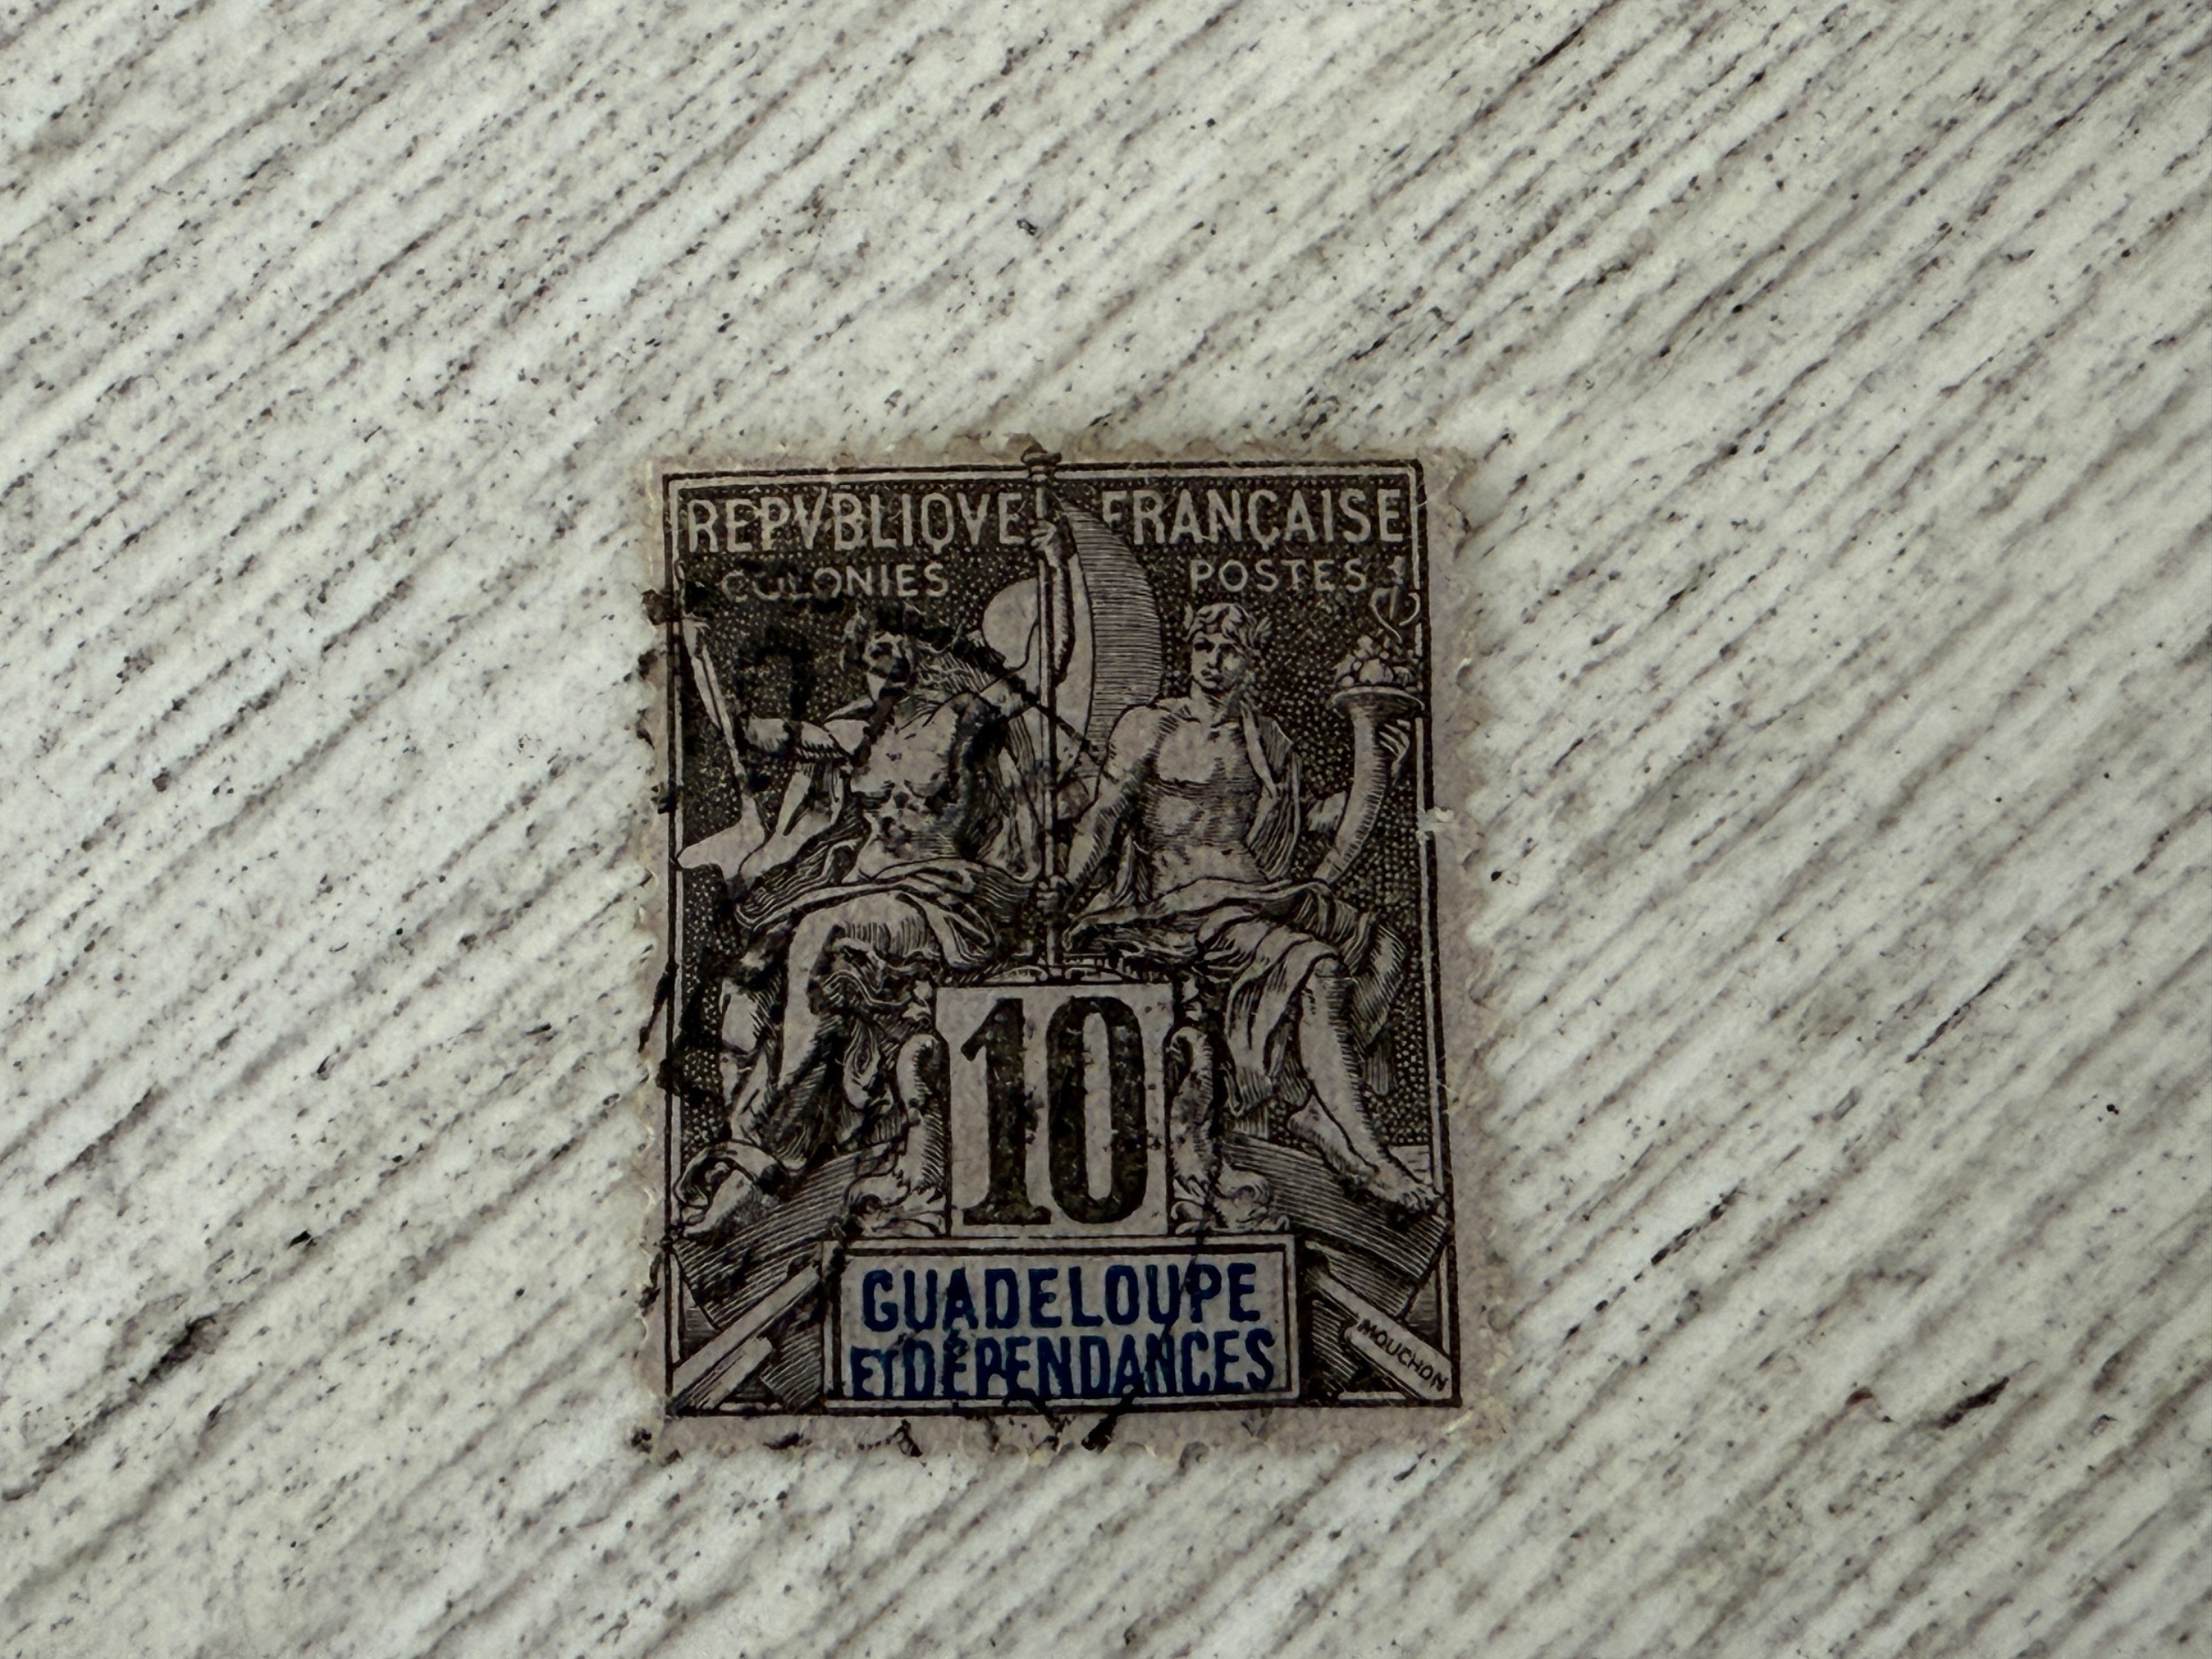 REPVBLIQVE FRANÇAISE
COLONIES POSTES
10
GUADELOUPE
ET DÉPENDANCES
MOUCHON